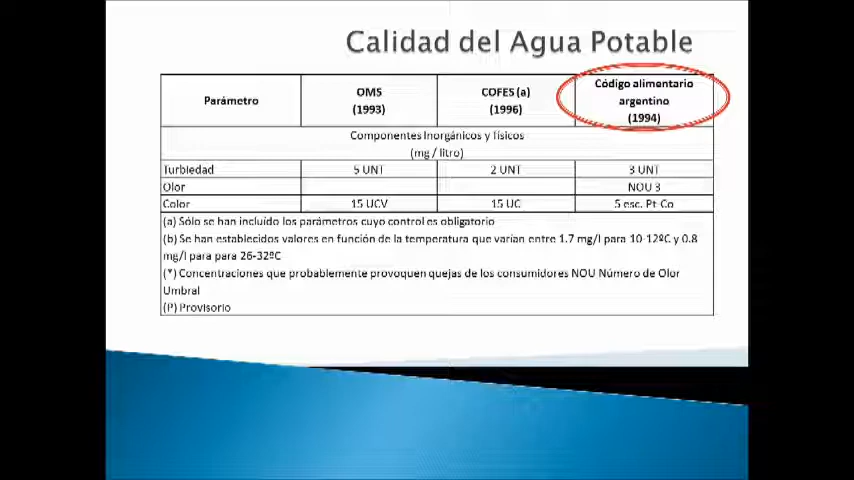 Calidad del Agua Potable
Parámetro
OMS
(1993)
COFES (a)
(1996)
Código alimentario
argentino
(1994)
Componentes Inorgánicos y físicos
(mg / litro)
Turbiedad 5 UNT 2 UNT 3 UNT
Olor NOU 3
Color 15 UCV 15 UC 5 esc. Pt-Co
(a) Sólo se han incluído los parámetros cuyo control es obligatorio
(b) Se han establecidos valores en función de la temperatura que varían entre 1.7 mg/l para 10-12ºC y 0.8
mg/l para para 26-32ºC
(*) Concentraciones que probablemente provoquen quejas de los consumidores NOU Número de Olor
Umbral
(P) Provisorio